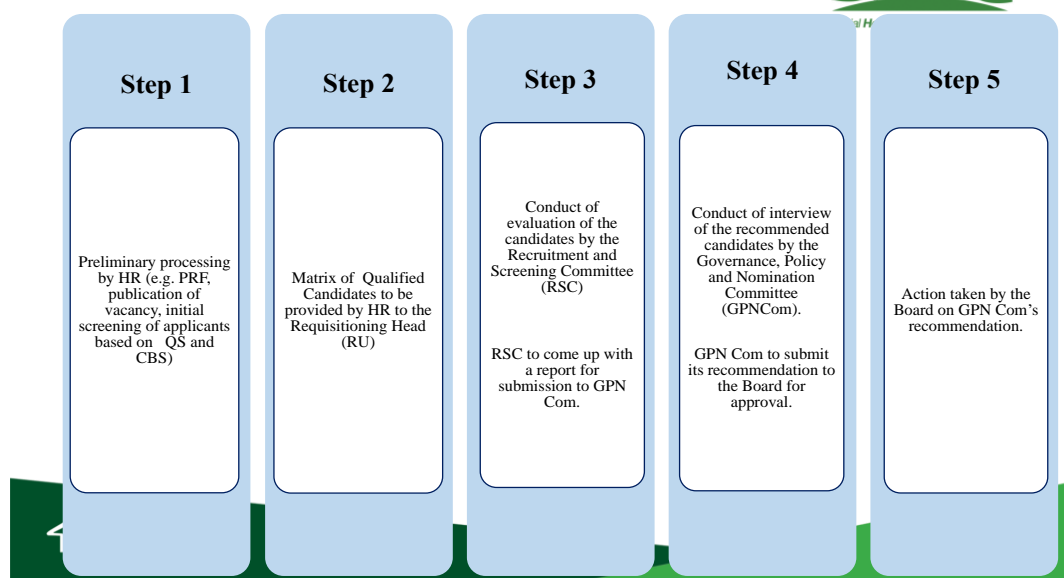 Step 1
Preliminary processing
by HR (e.g. PRF,
publication of
vacancy, initial
screening of applicants
based on QS and
CBS)
Step 2
Matrix of Qualified
Candidates to be
provided by HR to the
Requisitioning Head
(RU)
Step 3
Conduct of
evaluation of the
candidates by the
Recruitment and
Screening Committee
(RSC)
RSC to come up with
a report for
submission to GPN
Com.
Step 4
Conduct of interview
of the recommended
candidates by the
Governance, Policy
and Nomination
Committee
(GPNCom).
GPN Com to submit
its recommendation to
the Board for
approval.
Step 5
Action taken by the
Board on GPN Com’s
recommendation.